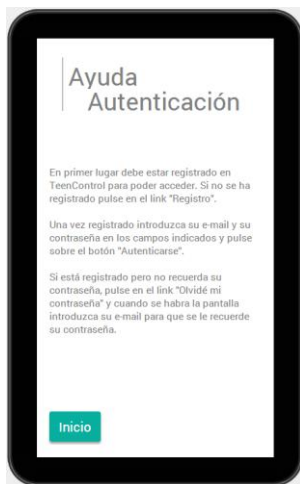 Ayuda
Autenticación
En primer lugar debe estar registrado en
TeenControl para poder acceder. Si no se ha
registrado pulse en el link "Registro".
Una vez registrado introduzca su e-mail y su
contraseña en los campos indicados y pulse
sobre el botón "Autenticarse".
Si está registrado pero no recuerda su
contraseña, pulse en el link "Olvidé mi
contraseña" y cuando se habra la pantalla
introduzca su e-mail para que se le recuerde
su contraseña.
Inicio